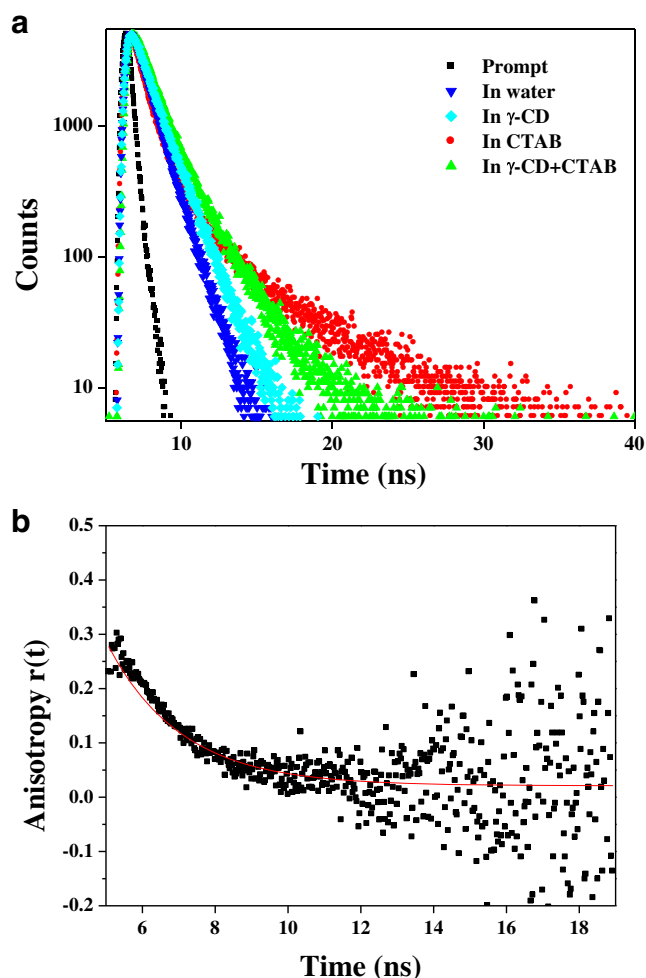 a
Counts
1000
100
10
Prompt
In water
In γ-CD
In CTAB
In γ-CD+CTAB
10 20 30 40
Time (ns)
b
Anisotropy r(t)
0.5
0.4
0.3
0.2
0.1
0.0
-0.1
-0.2
6 8 10 12 14 16 18
Time (ns)